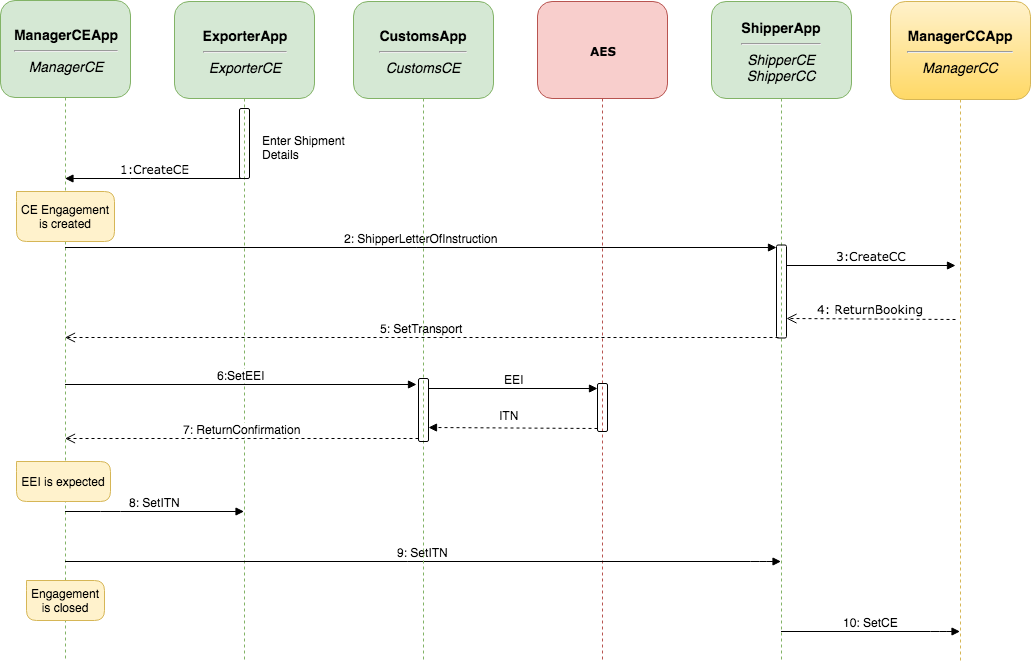 ManagerCEApp
ManagerCE
ExporterApp
ExporterCE
CustomsApp
CustomsCE
AES
ShipperApp
ShipperCE
ShipperCC
ManagerCCApp
ManagerCC
Enter Shipment
Details
1:CreateCE
CE Engagement
is created
2: ShipperLetterOfInstruction
3:CreateCC
4: ReturnBooking
5: SetTransport
6:SetEEI
EEI
ITN
7: ReturnConfirmation
EEI is expected
8: SetITN
9: SetITN
Engagement
is closed
10: SetCE